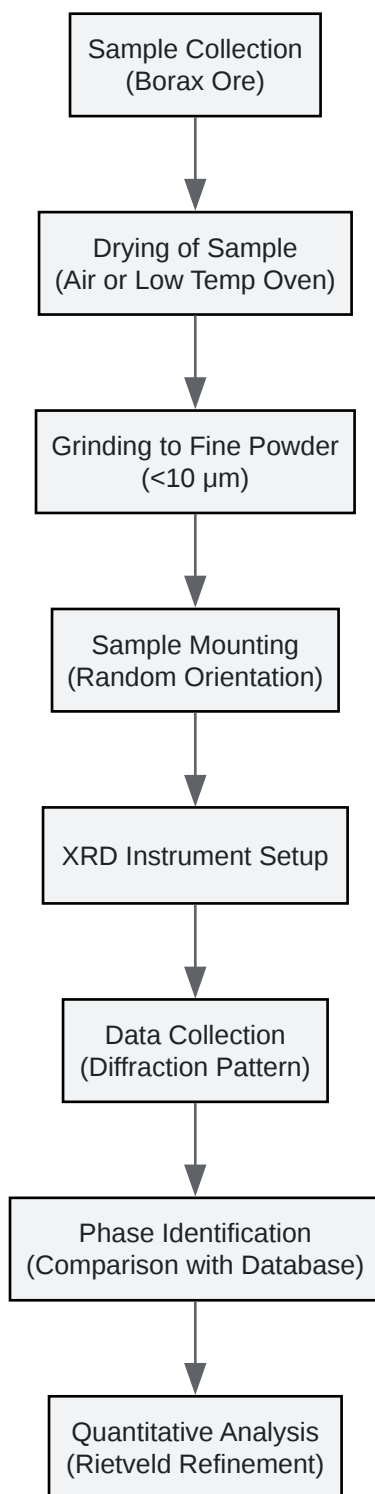 Sample Collection
(Borax Ore)
Drying of Sample
(Air or Low Temp Oven)
Grinding to Fine Powder
(<10 μm)
Sample Mounting
(Random Orientation)
XRD Instrument Setup
Data Collection
(Diffraction Pattern)
Phase Identification
(Comparison with Database)
Quantitative Analysis
(Rietveld Refinement)